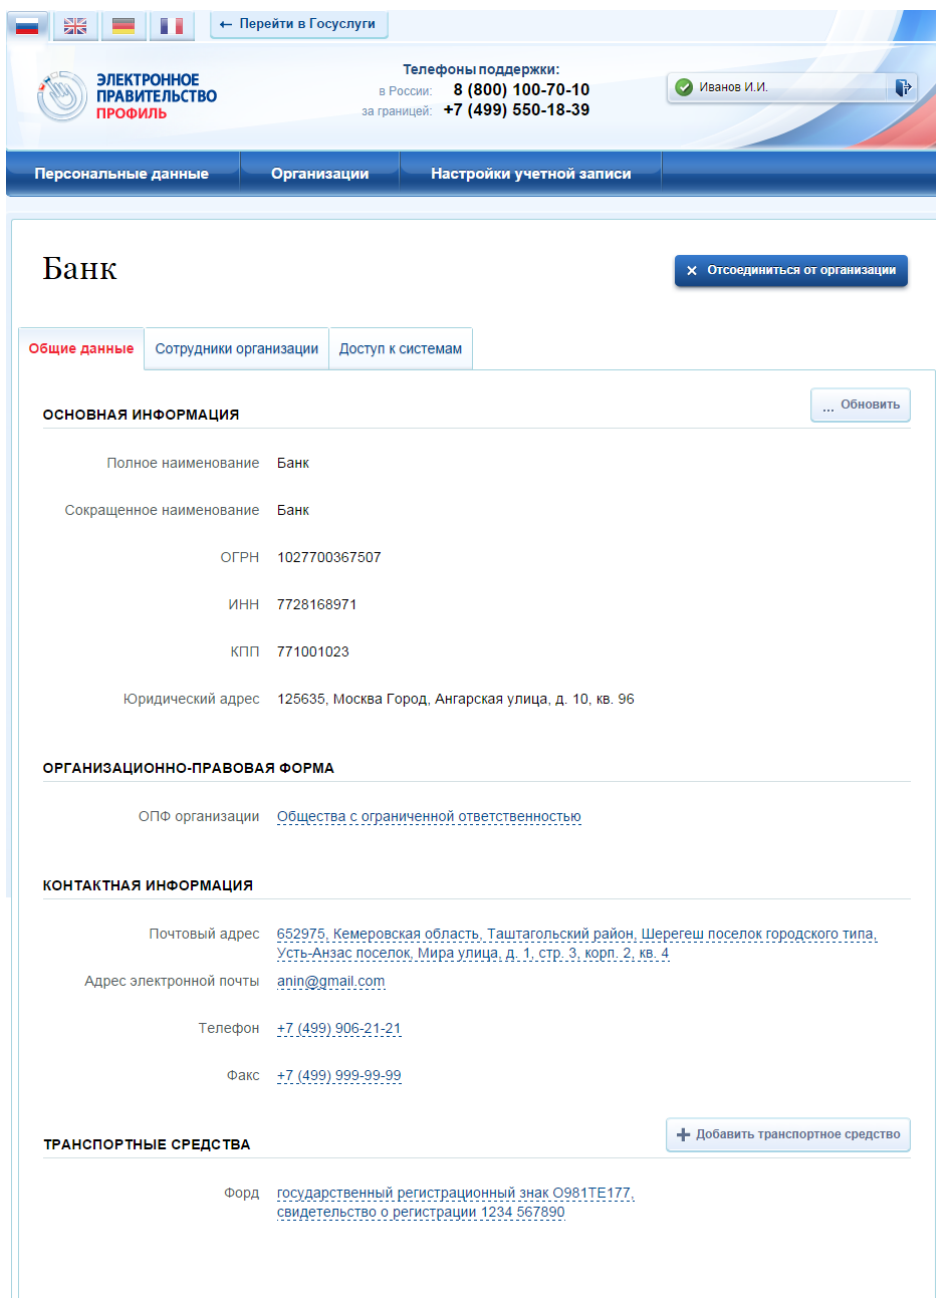 ← Перейти в Госуслуги
ЭЛЕКТРОННОЕ
ПРАВИТЕЛЬСТВО
ПРОФИЛЬ
Телефоны поддержки:
в России: 8 (800) 100-70-10
за границей: +7 (499) 550-18-39
Иванов И.И.
Персональные данные Организации Настройки учетной записи
Банк
× Отсоединиться от организации
Общие данные Сотрудники организации Доступ к системам
ОСНОВНАЯ ИНФОРМАЦИЯ
... Обновить
Полное наименование Банк
Сокращенное наименование Банк
ОГРН 1027700367507
ИНН 7728168971
КПП 771001023
Юридический адрес 125635, Москва Город, Ангарская улица, д. 10, кв. 96
ОРГАНИЗАЦИОННО-ПРАВОВАЯ ФОРМА
ОПФ организации Общества с ограниченной ответственностью
КОНТАКТНАЯ ИНФОРМАЦИЯ
Почтовый адрес 652975, Кемеровская область, Таштагольский район, Шерегеш поселок городского типа,
Усть-Анзас поселок, Мира улица, д. 1, стр. 3, корп. 2, кв. 4
Адрес электронной почты anin@gmail.com
Телефон +7 (499) 906-21-21
Факс +7 (499) 999-99-99
ТРАНСПОРТНЫЕ СРЕДСТВА
+ Добавить транспортное средство
Форд государственный регистрационный знак О981ТЕ177,
свидетельство о регистрации 1234 567890